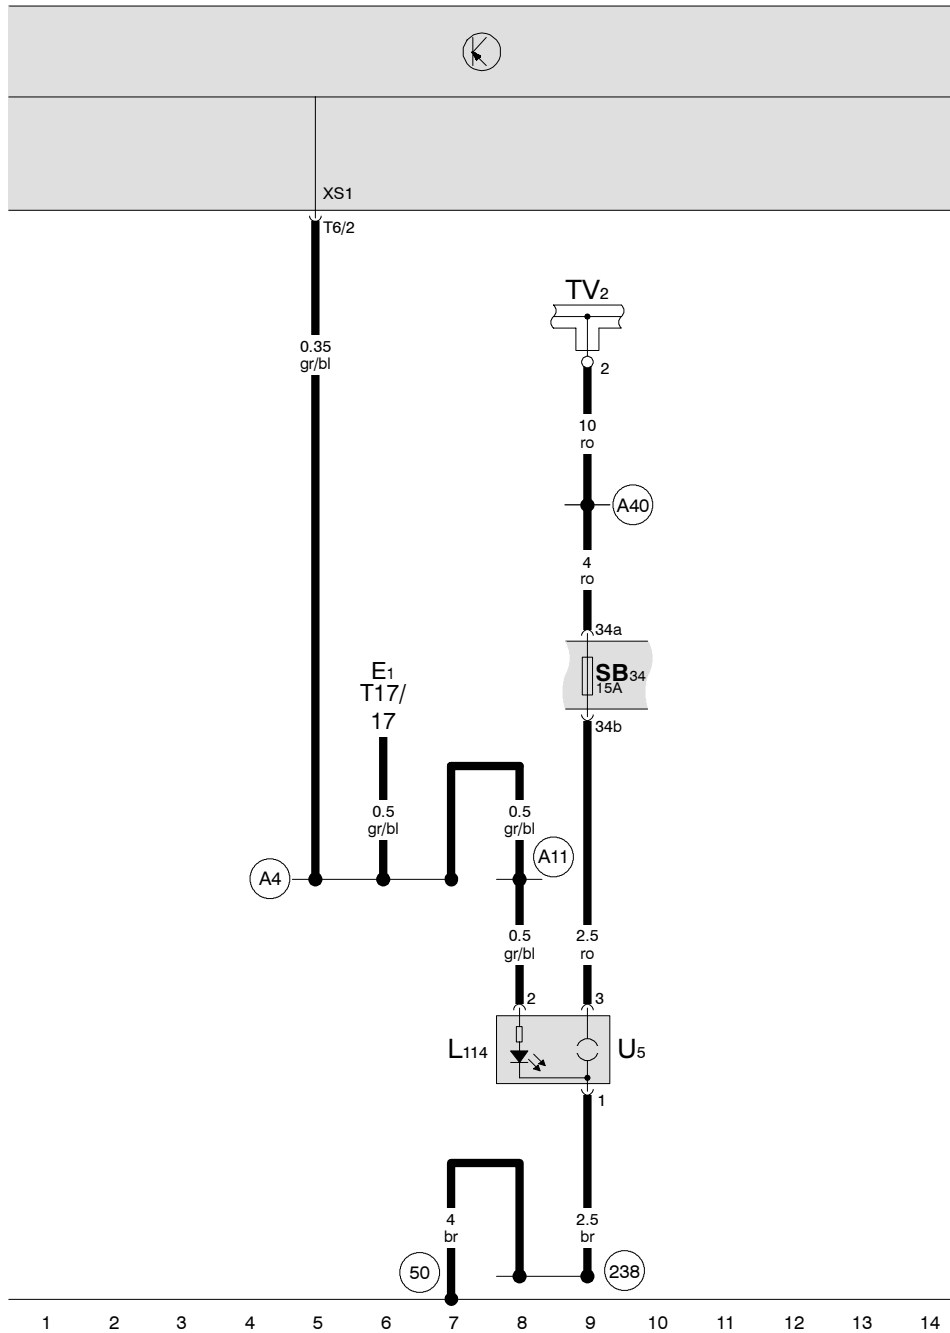 XS1
T6/2
TV2
0.35
gr/bl
2
10
ro
A40
4
ro
34a
E1
T17/
17
SB34
15A
34b
0.5
gr/bl
0.5
gr/bl
A11
A4
0.5
gr/bl
2.5
ro
2
3
L114
U5
1
4
br
2.5
br
50
238
1 2 3 4 5 6 7 8 9 10 11 12 13 14